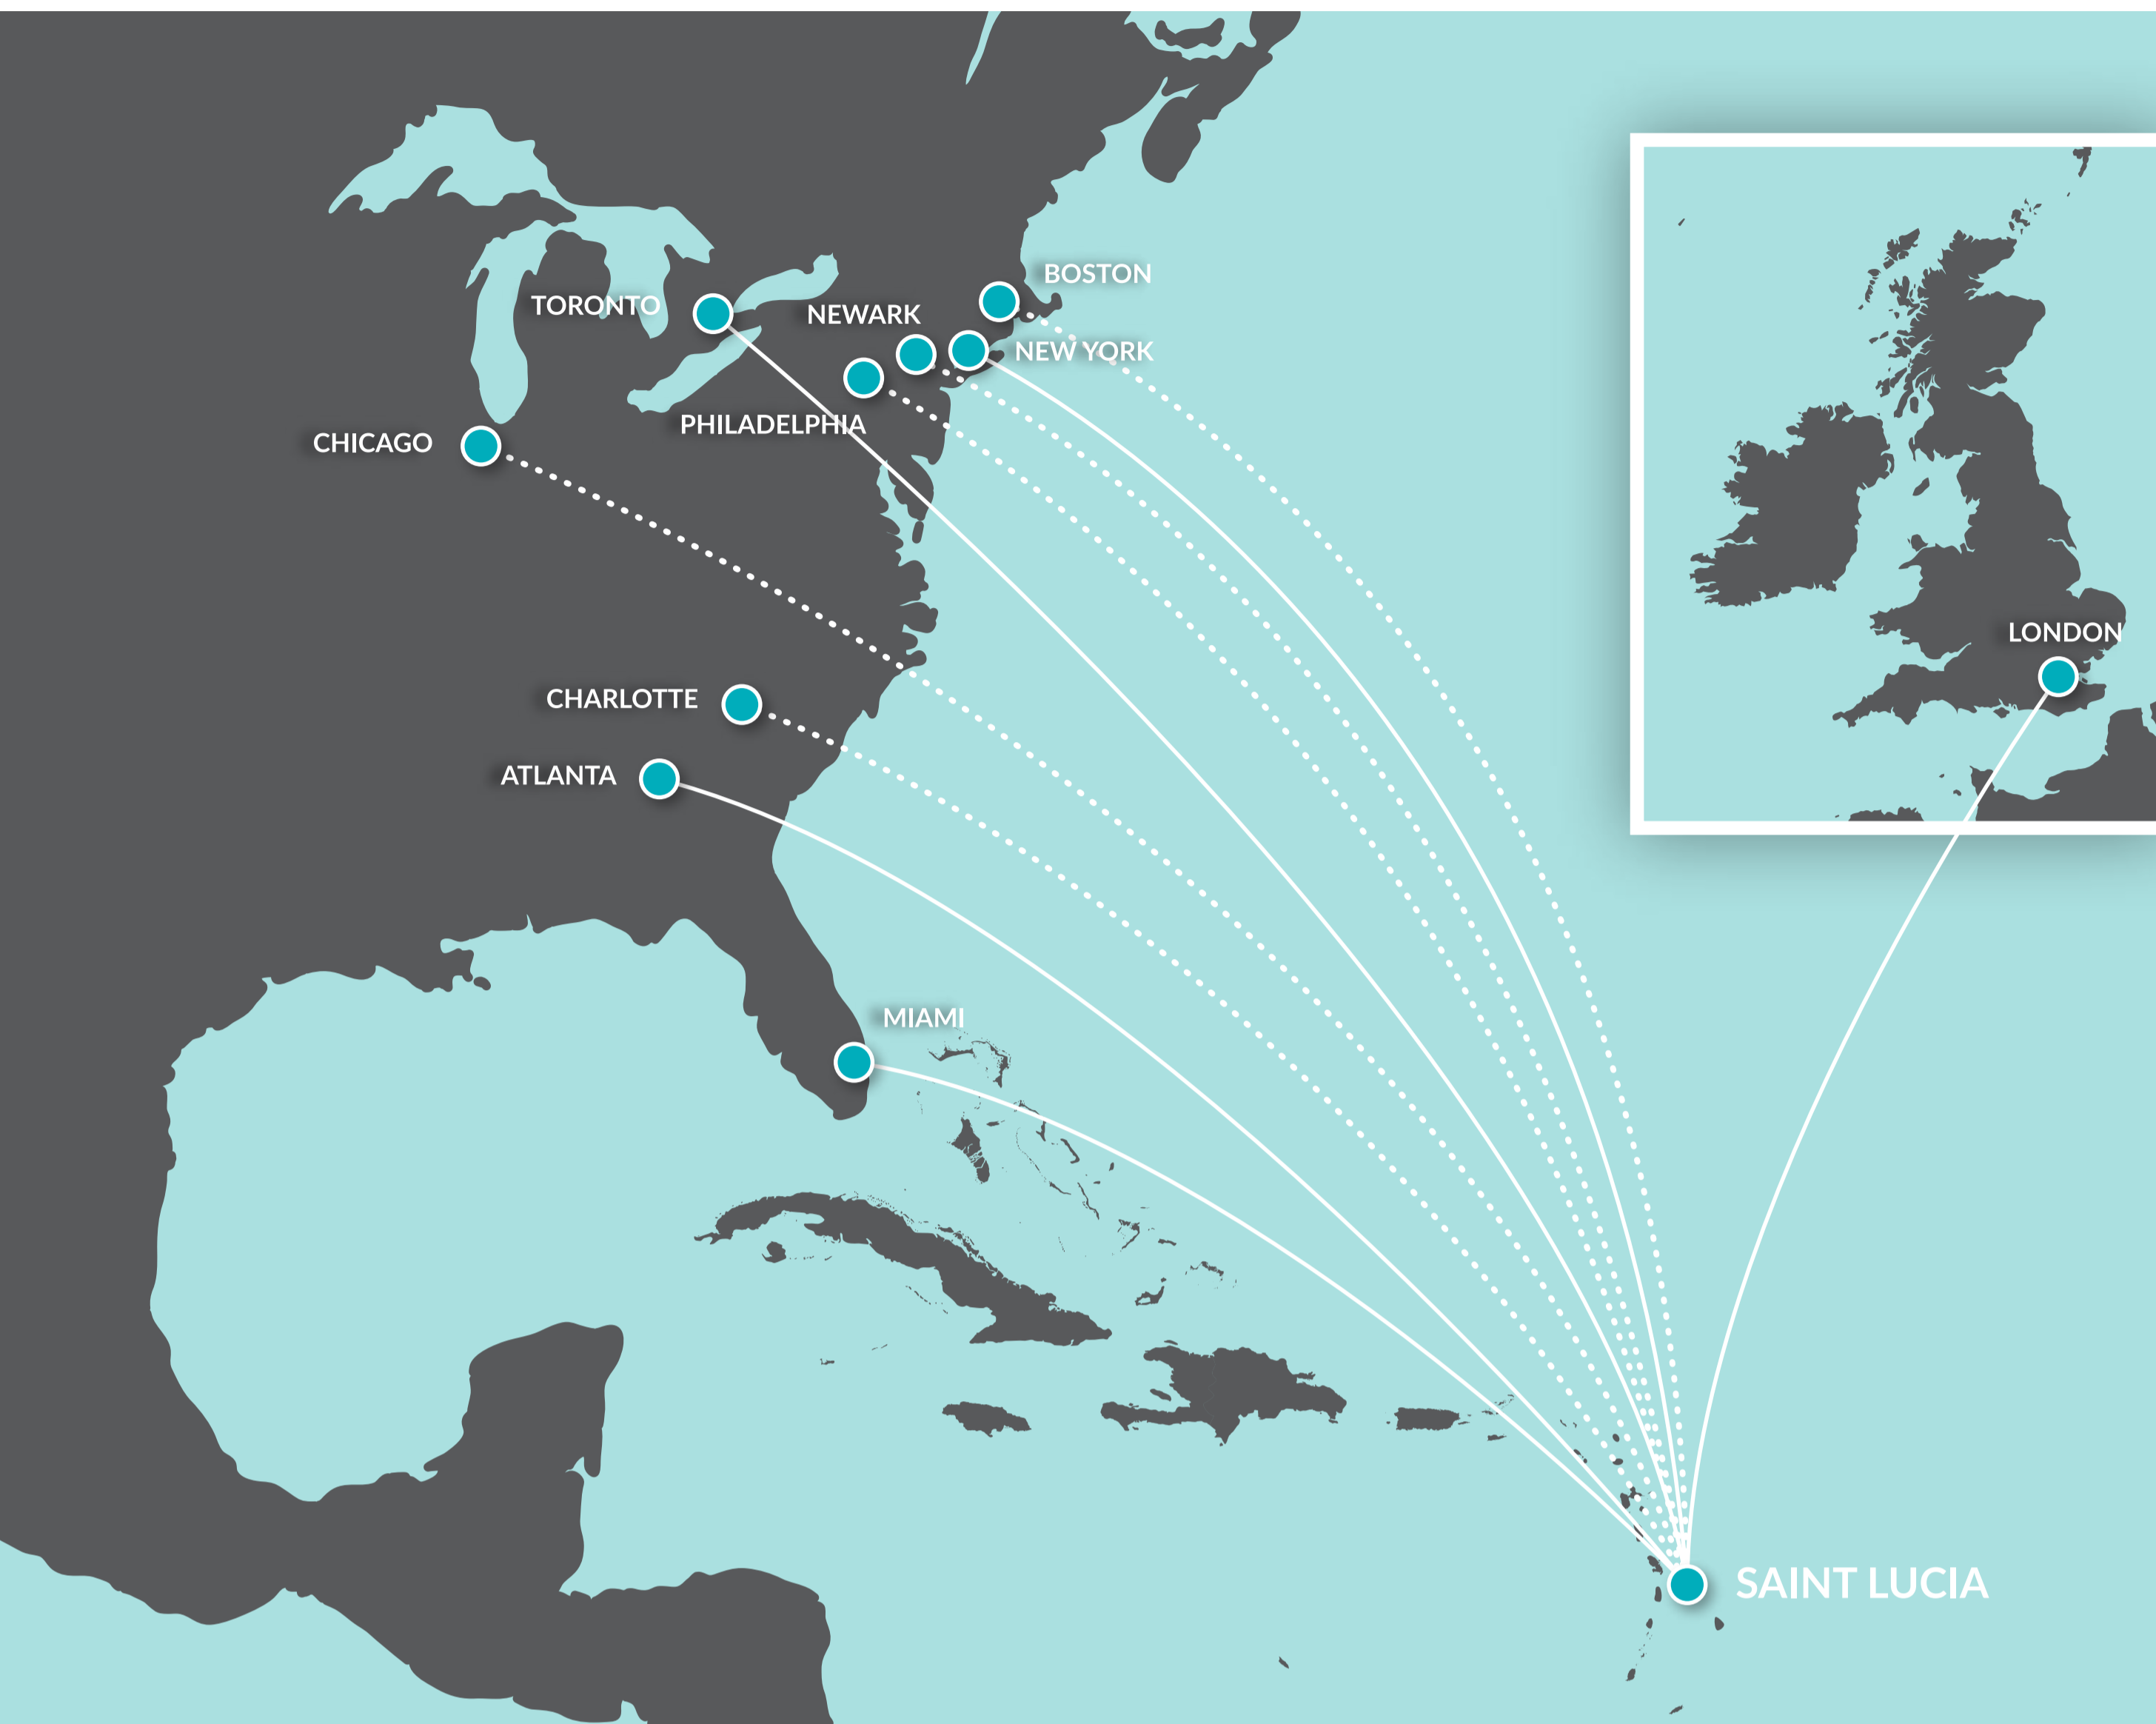 BOSTON
TORONTO
NEWARK
NEW YORK
PHILADELPHIA
CHICAGO
LONDON
CHARLOTTE
ATLANTA
MIAMI
SAINT LUCIA